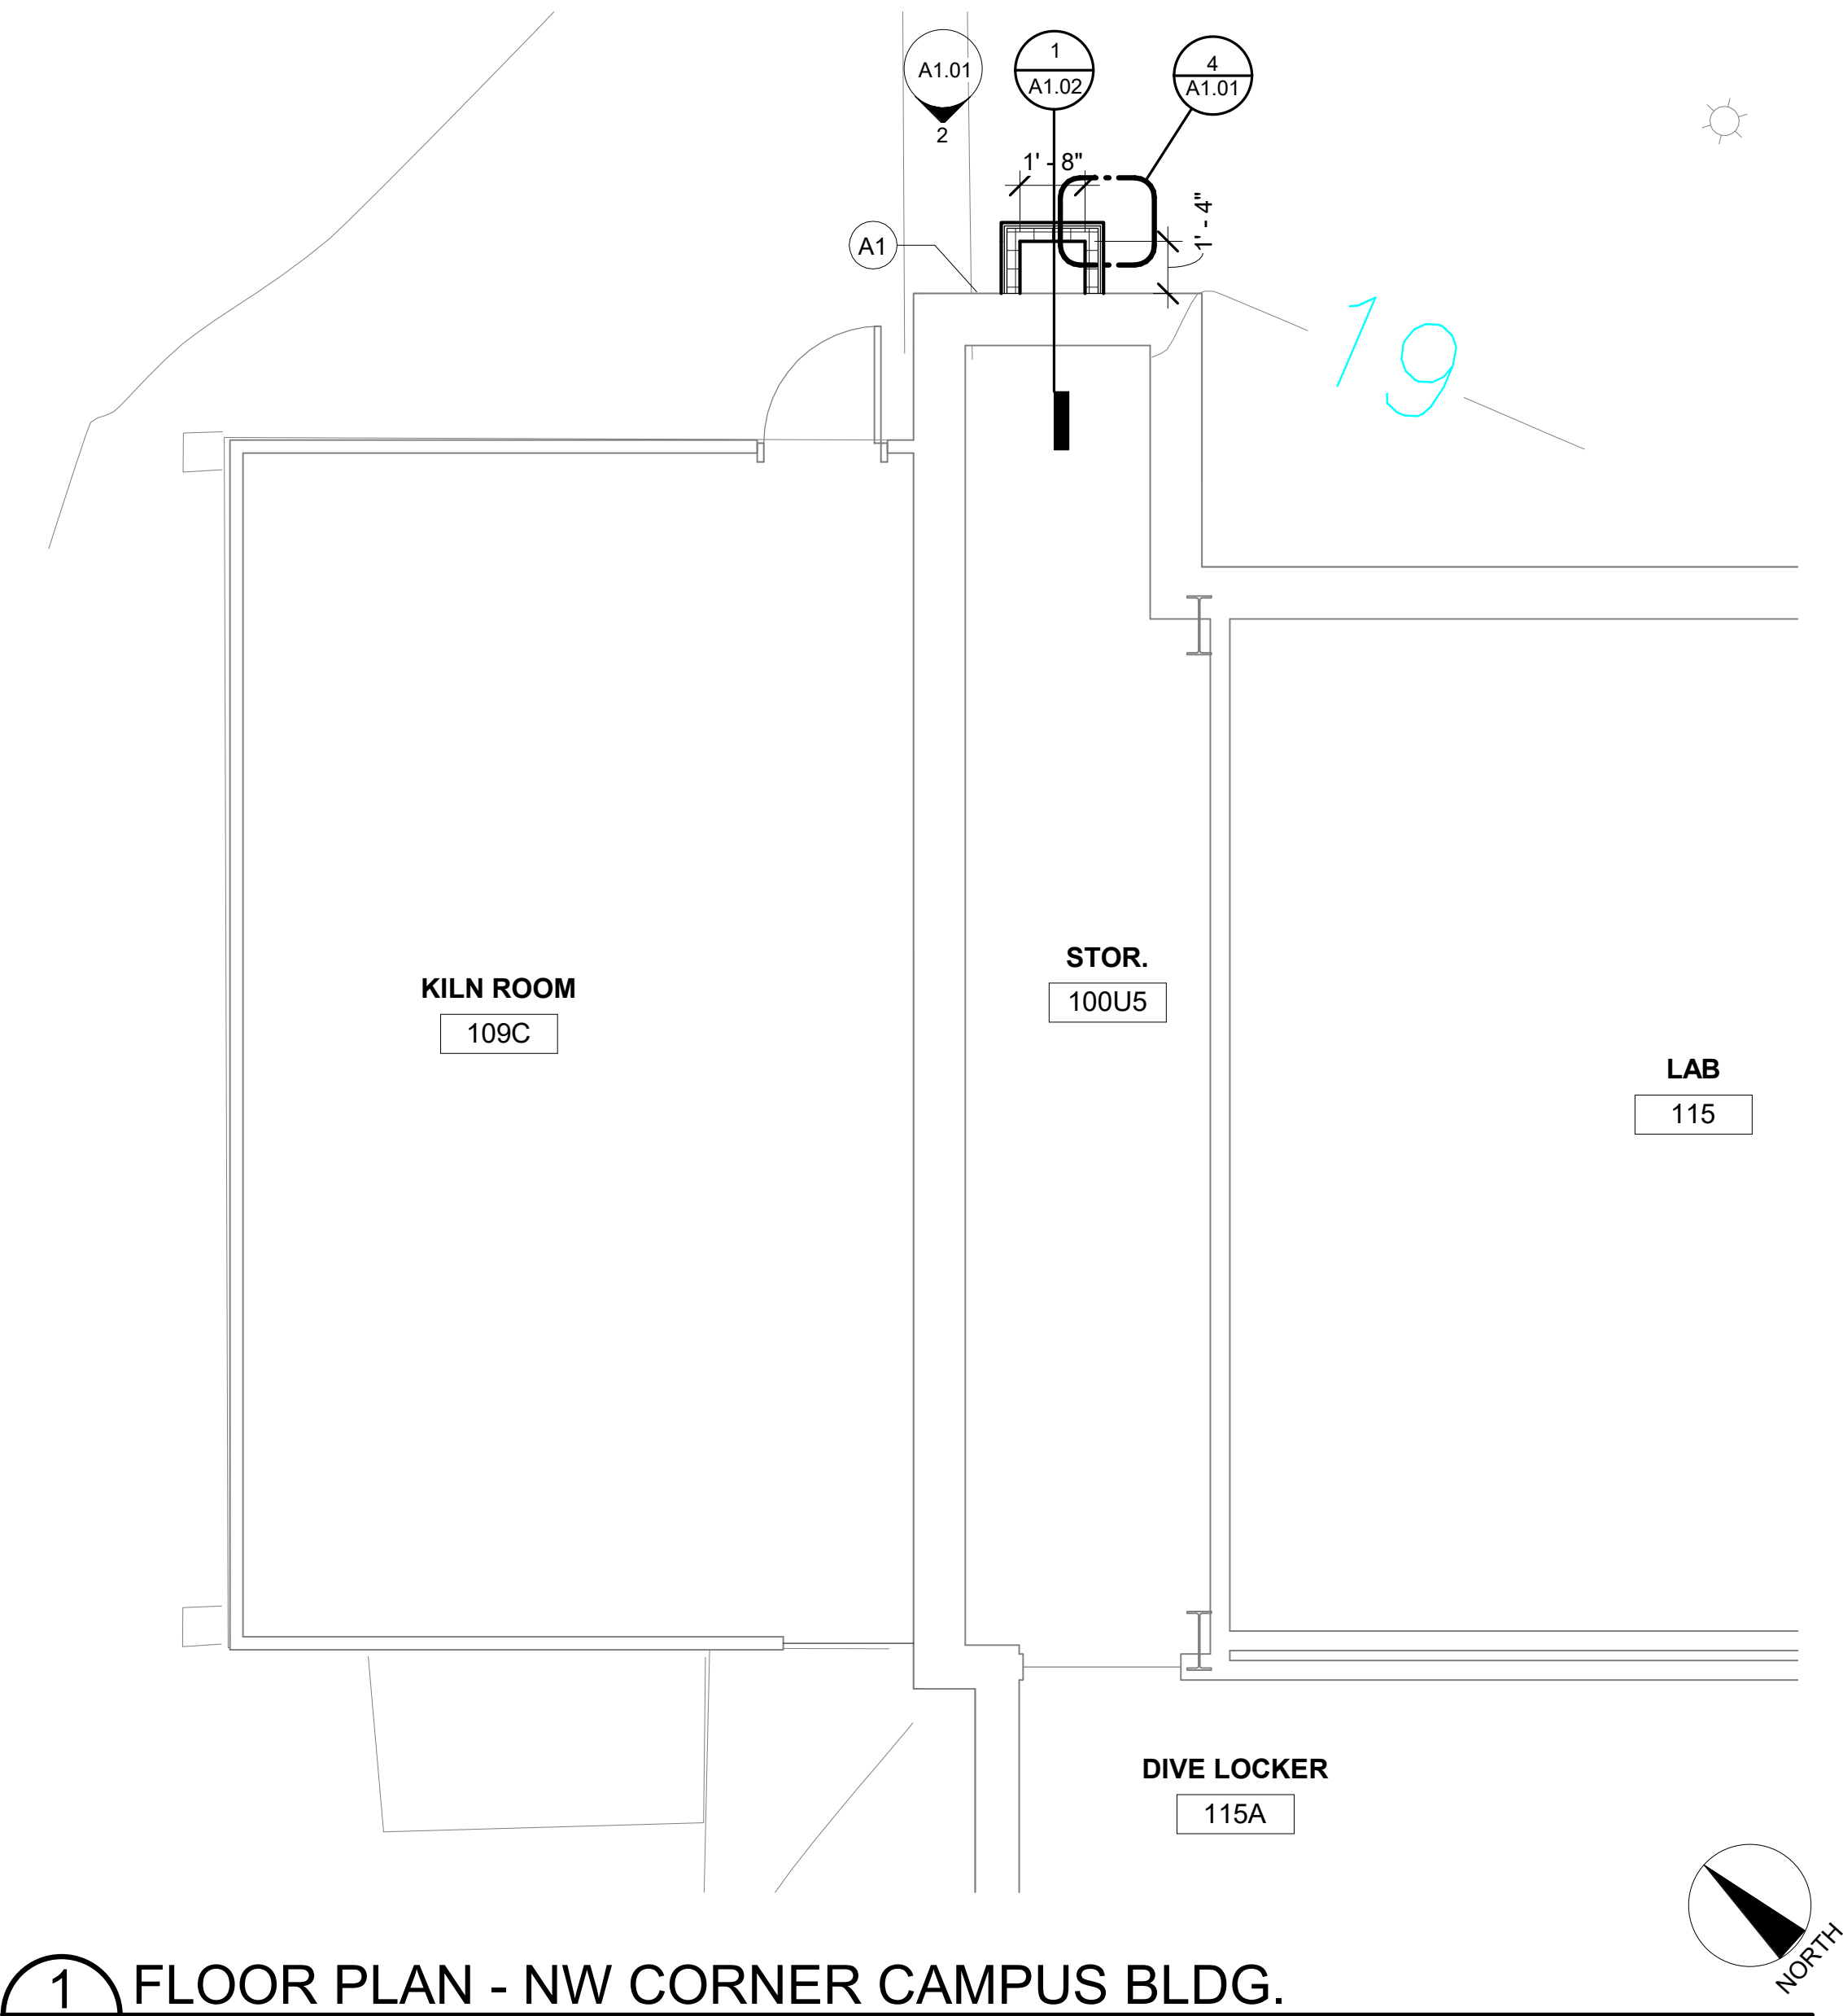 A1.01
2
1
A1.02
4
A1.01
1' - 8"
1' - 4"
A1
19
KILN ROOM
109C
STOR.
100U5
LAB
115
DIVE LOCKER
115A
NORTH
1 FLOOR PLAN - NW CORNER CAMPUS BLDG.